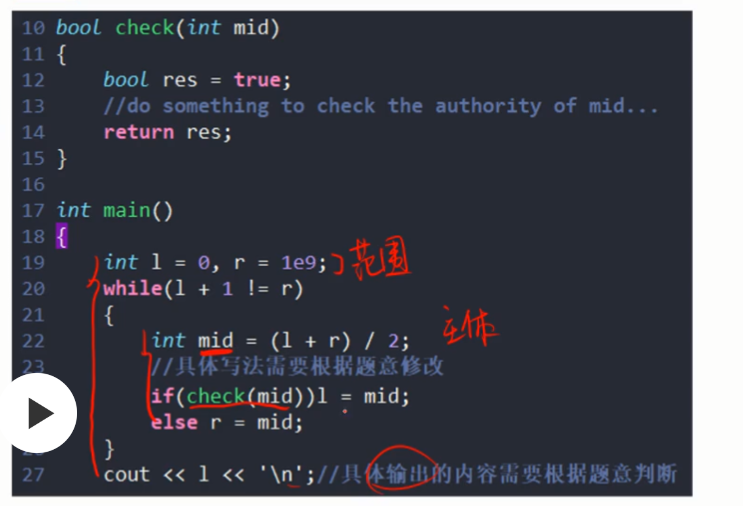 10 bool check(int mid)
11 {
12 bool res = true;
13 //do something to check the authority of mid...
14 return res;
15 }
16
17 int main()
18 {
19 int l = 0, r = 1e9; 范围
20 while(l + 1 != r)
21 {
22 int mid = (l + r) / 2; 主体
23 //具体写法需要根据题意修改
if(check(mid))l = mid;
else r = mid;
}
27 cout << l << '\n';//具体输出的内容需要根据题意判断